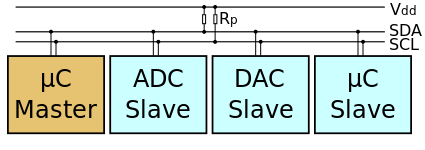 Vdd
Rp
SDA
SCL
µC
Master
ADC
Slave
DAC
Slave
µC
Slave